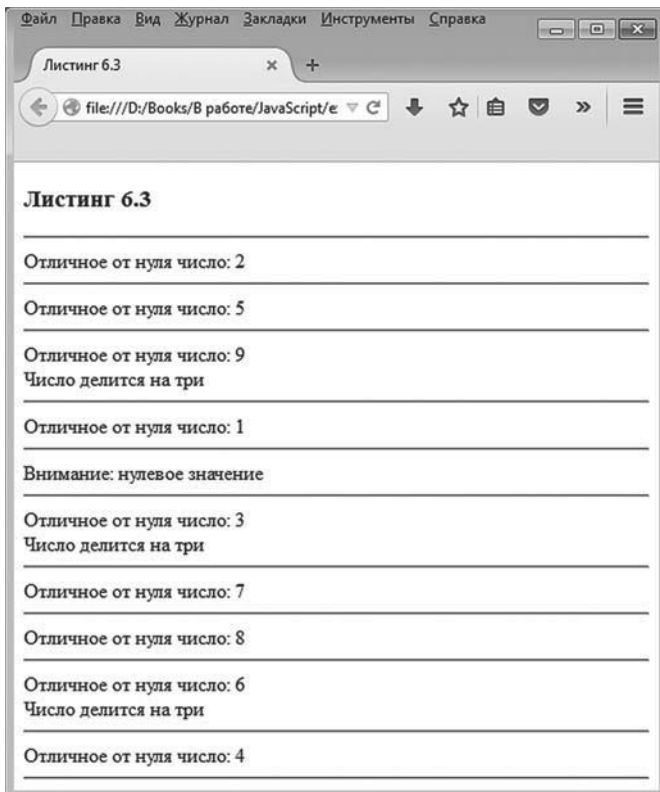 Файл Правка Вид Журнал Закладки Инструменты Справка
Листинг 6.3
file:///D:/Books/В работе/JavaScript/e
Листинг 6.3
Отличное от нуля число: 2
Отличное от нуля число: 5
Отличное от нуля число: 9
Число делится на три
Отличное от нуля число: 1
Внимание: нулевое значение
Отличное от нуля число: 3
Число делится на три
Отличное от нуля число: 7
Отличное от нуля число: 8
Отличное от нуля число: 6
Число делится на три
Отличное от нуля число: 4